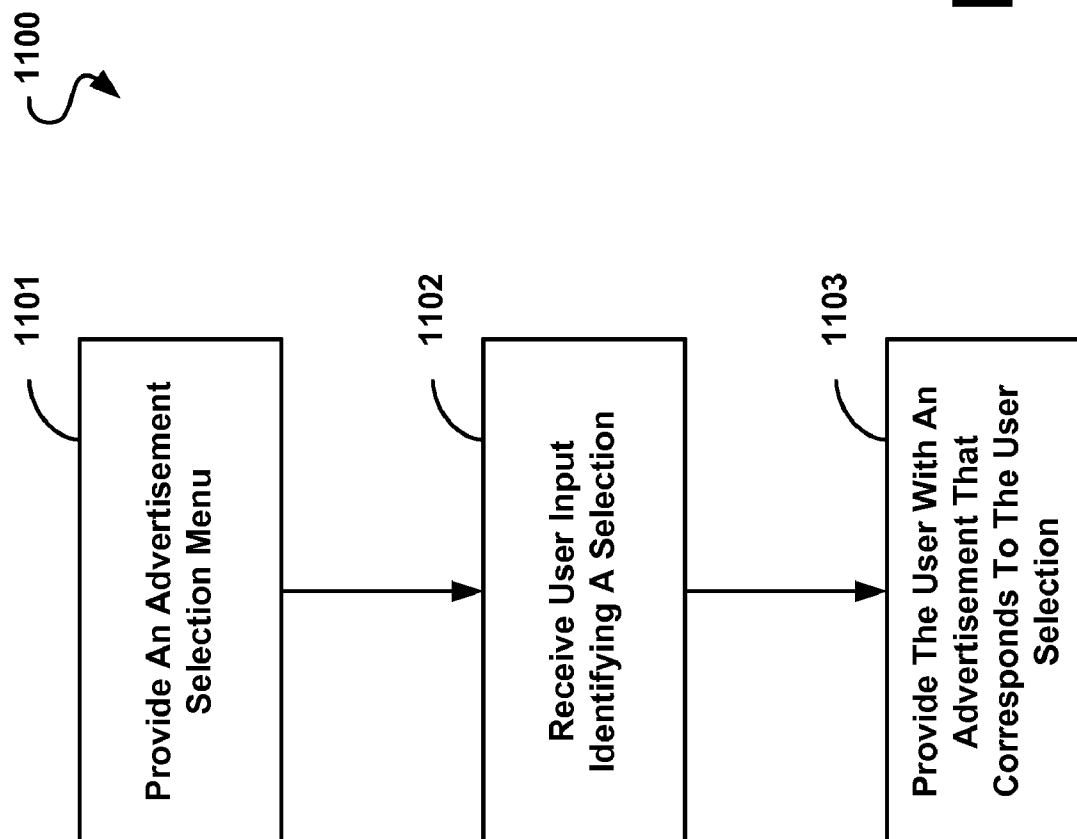 1100
1101
Provide An Advertisement
Selection Menu
1102
Receive User Input
Identifying A Selection
1103
Provide The User With An
Advertisement That
Corresponds To The User
Selection